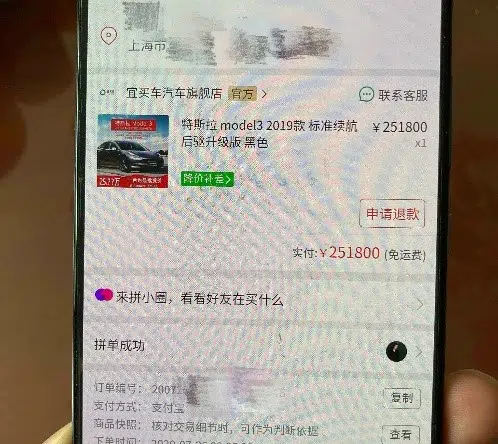 上海市
宜买车汽车旗舰店 官方 >
联系客服
特斯拉 model3 2019款 标准续航
后驱升级版 黑色
¥251800
x1
特斯拉 Model 3
降价补差 >
申请退款
实付:¥251800 (免运费)
来拼小圈，看看好友在买什么
拼单成功
订单编号： 2007
复制
支付方式： 支付宝
商品快照： 核对交易细节时，可作为判断依据
查看
下单时间：